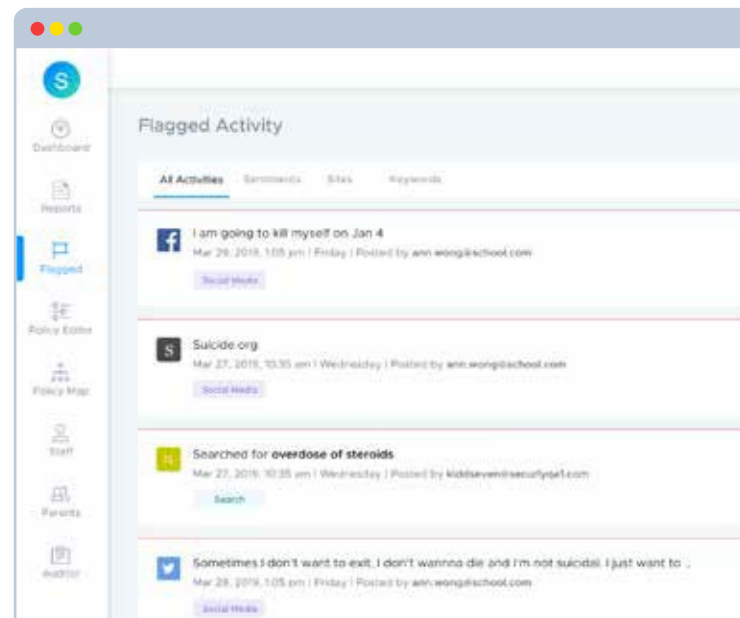 S
Dashboard
Flagged Activity
All Activities Sentiments Sites Keywords
Reports
I am going to kill myself on Jan 4
Mar 29, 2019, 1:05 pm | Friday | Posted by ann.wong@school.com
Social Media
Flagged
Policy Editor
S
Suicide org
Mar 27, 2019, 10:35 am | Wednesday | Posted by ann.wong@school.com
Social Media
Policy Map
Staff
Searched for overdose of steroids
Mar 27, 2019, 10:35 am | Wednesday | Posted by
Search
Parents
Auditor
Sometimes I don't want to exit, I don't wannna die and I'm not suicidal. I just want to ..
Mar 29, 2019, 1:05 pm | Friday | Posted by ann.wong@school.com
Social Media